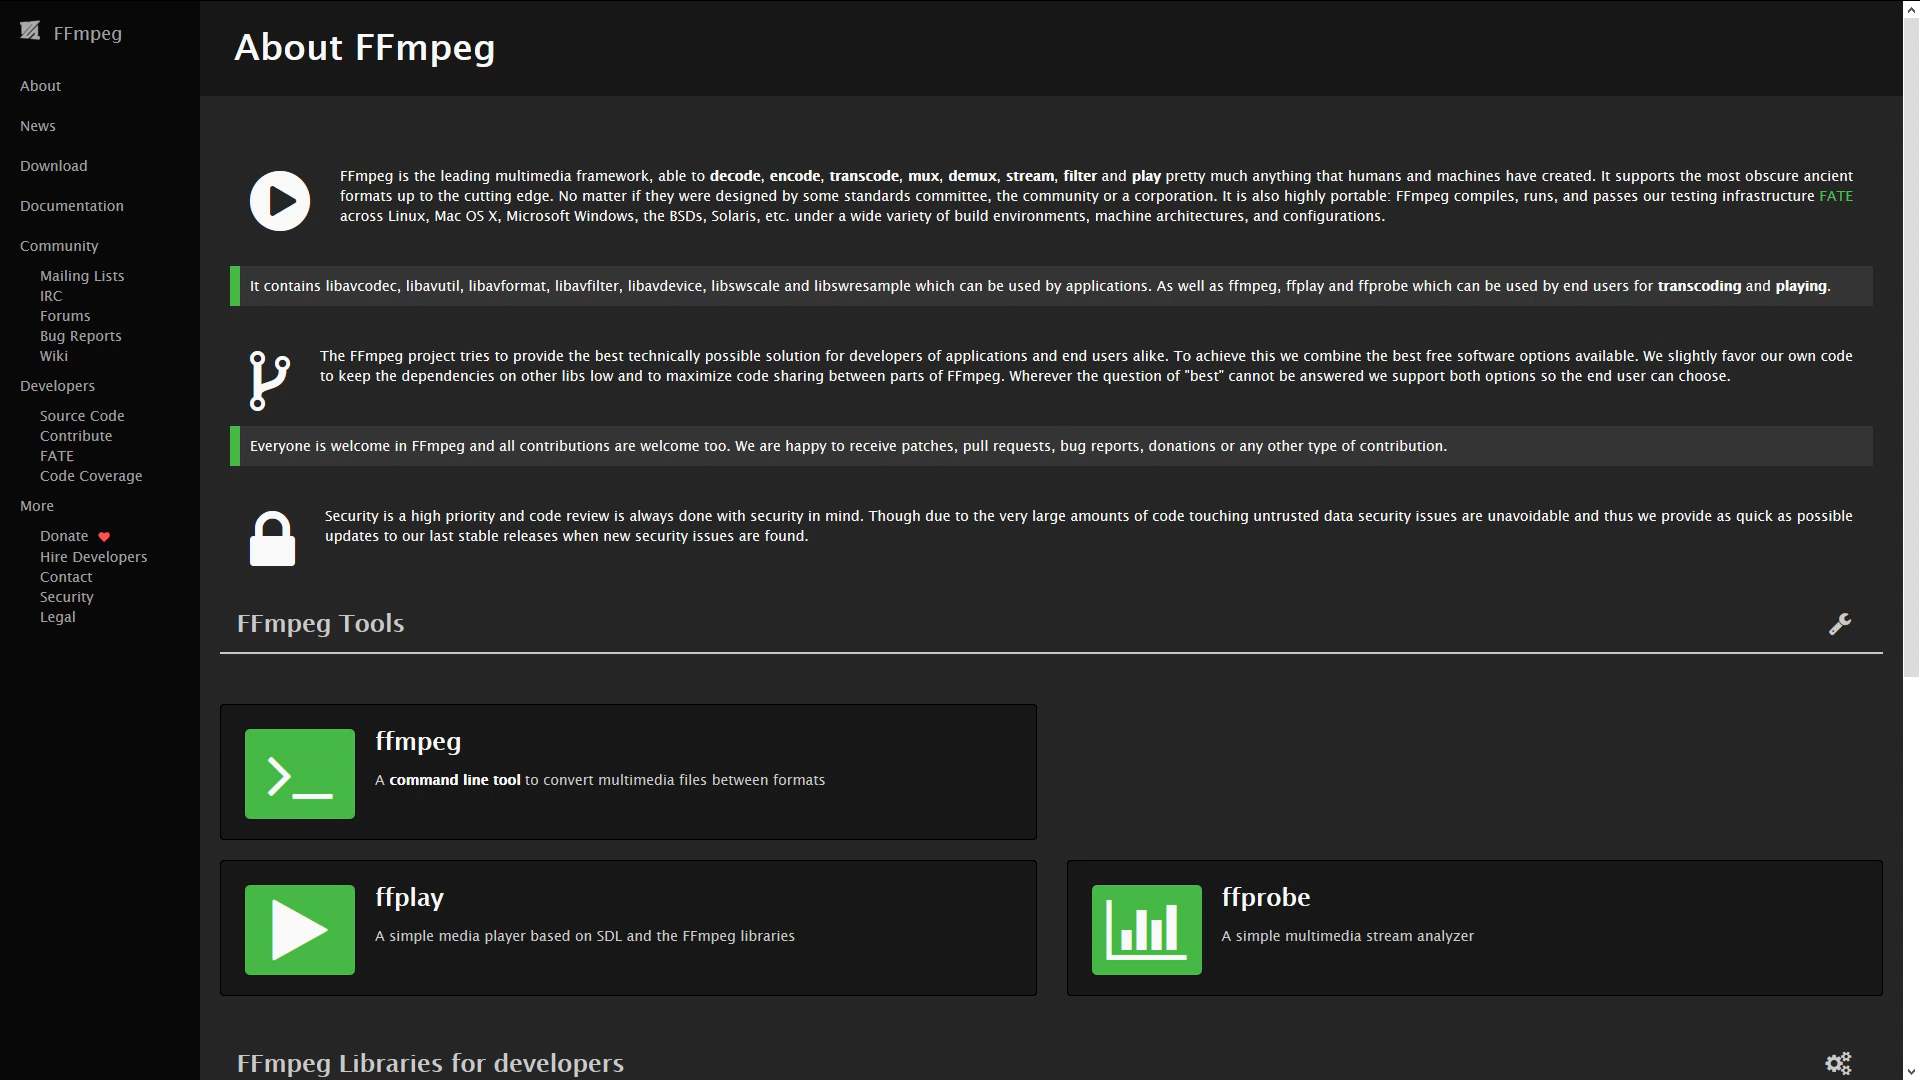 FFmpeg
About
News
Download
Documentation
Community
Mailing Lists
IRC
Forums
Bug Reports
Wiki
Developers
Source Code
Contribute
FATE
Code Coverage
More
Donate
Hire Developers
Contact
Security
Legal
About FFmpeg
FFmpeg is the leading multimedia framework, able to decode, encode, transcode, mux, demux, stream, filter and play pretty much anything that humans and machines have created. It supports the most obscure ancient
formats up to the cutting edge. No matter if they were designed by some standards committee, the community or a corporation. It is also highly portable: FFmpeg compiles, runs, and passes our testing infrastructure FATE
across Linux, Mac OS X, Microsoft Windows, the BSDs, Solaris, etc. under a wide variety of build environments, machine architectures, and configurations.
It contains libavcodec, libavutil, libavformat, libavfilter, libavdevice, libswscale and libswresample which can be used by applications. As well as ffmpeg, ffplay and ffprobe which can be used by end users for transcoding and playing.
The FFmpeg project tries to provide the best technically possible solution for developers of applications and end users alike. To achieve this we combine the best free software options available. We slightly favor our own code
to keep the dependencies on other libs low and to maximize code sharing between parts of FFmpeg. Wherever the question of "best" cannot be answered we support both options so the end user can choose.
Everyone is welcome in FFmpeg and all contributions are welcome too. We are happy to receive patches, pull requests, bug reports, donations or any other type of contribution.
Security is a high priority and code review is always done with security in mind. Though due to the very large amounts of code touching untrusted data security issues are unavoidable and thus we provide as quick as possible
updates to our last stable releases when new security issues are found.
FFmpeg Tools
ffmpeg
A command line tool to convert multimedia files between formats
ffplay
A simple media player based on SDL and the FFmpeg libraries
ffprobe
A simple multimedia stream analyzer
FFmpeg Libraries for developers